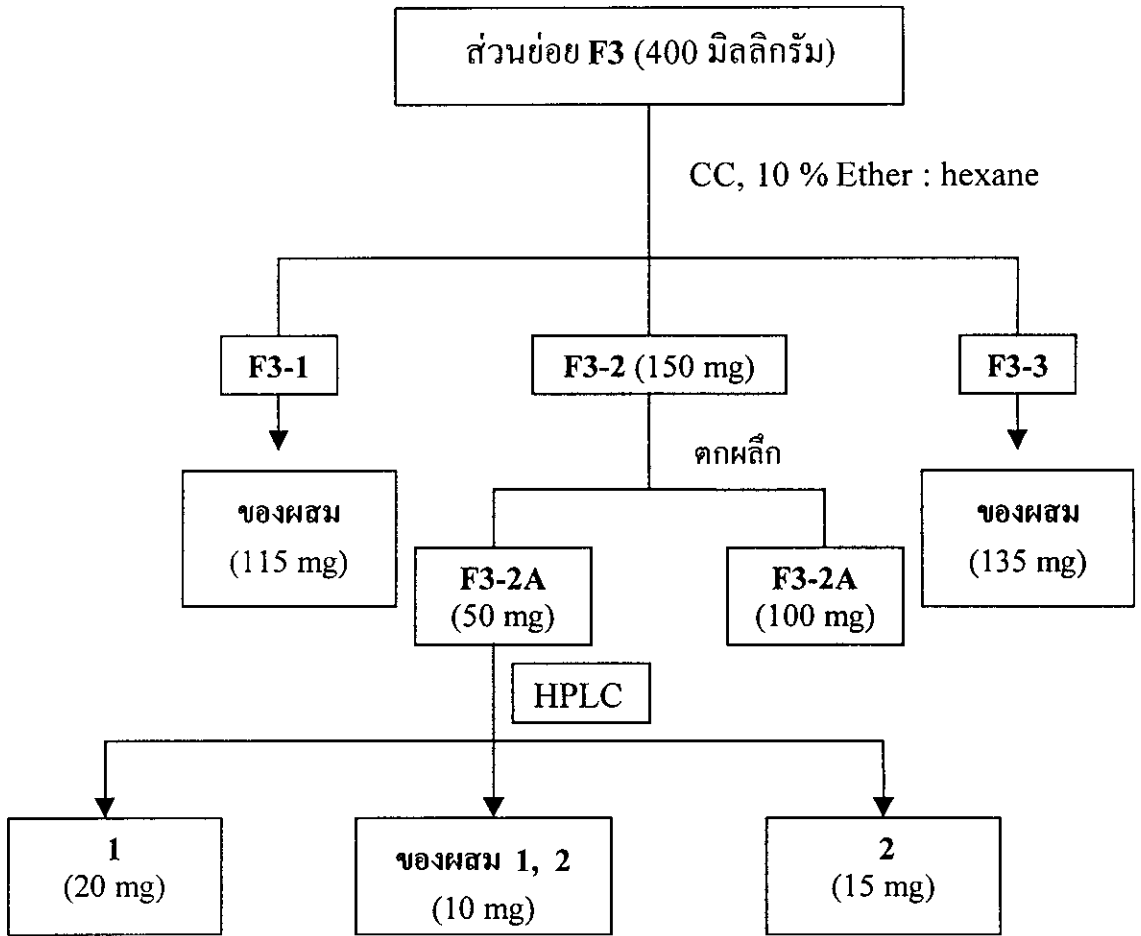 ส่วนย่อย F3 (400 มิลลิกรัม)
CC, 10 % Ether : hexane
F3-1
F3-2 (150 mg)
F3-3
ตกผลึก
ของผสม
(115 mg)
ของผสม
(135 mg)
F3-2A
(50 mg)
F3-2A
(100 mg)
HPLC
1
(20 mg)
ของผสม 1, 2
(10 mg)
2
(15 mg)